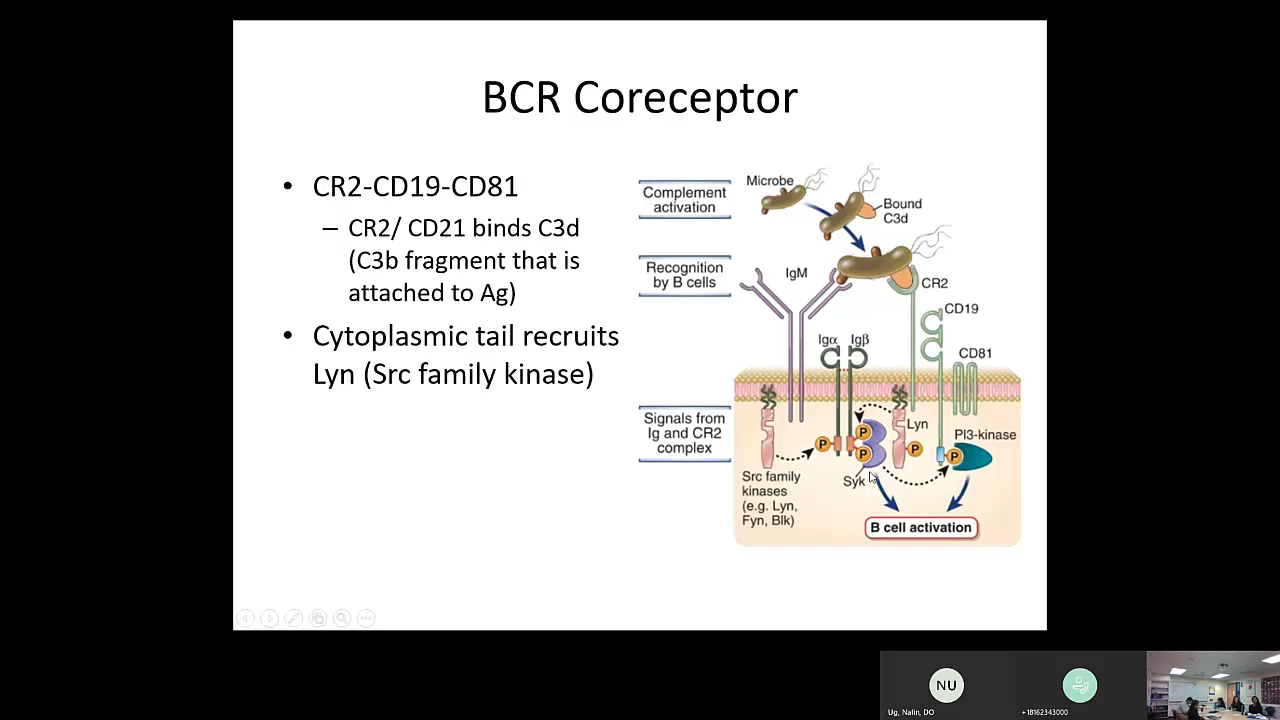 BCR Coreceptor
• CR2-CD19-CD81
– CR2/ CD21 binds C3d
(C3b fragment that is
attached to Ag)
• Cytoplasmic tail recruits
Lyn (Src family kinase)
Complement
activation
Microbe
Bound
C3d
Recognition
by B cells
IgM
CR2
CD19
Igα Igβ
CD81
Signals from
Ig and CR2
complex
P
P
P
Lyn
P
PI3-kinase
P
Syk
Src family
kinases
(e.g. Lyn,
Fyn, Blk)
B cell activation
NU
Ug, Nalin, DO
+18162343000